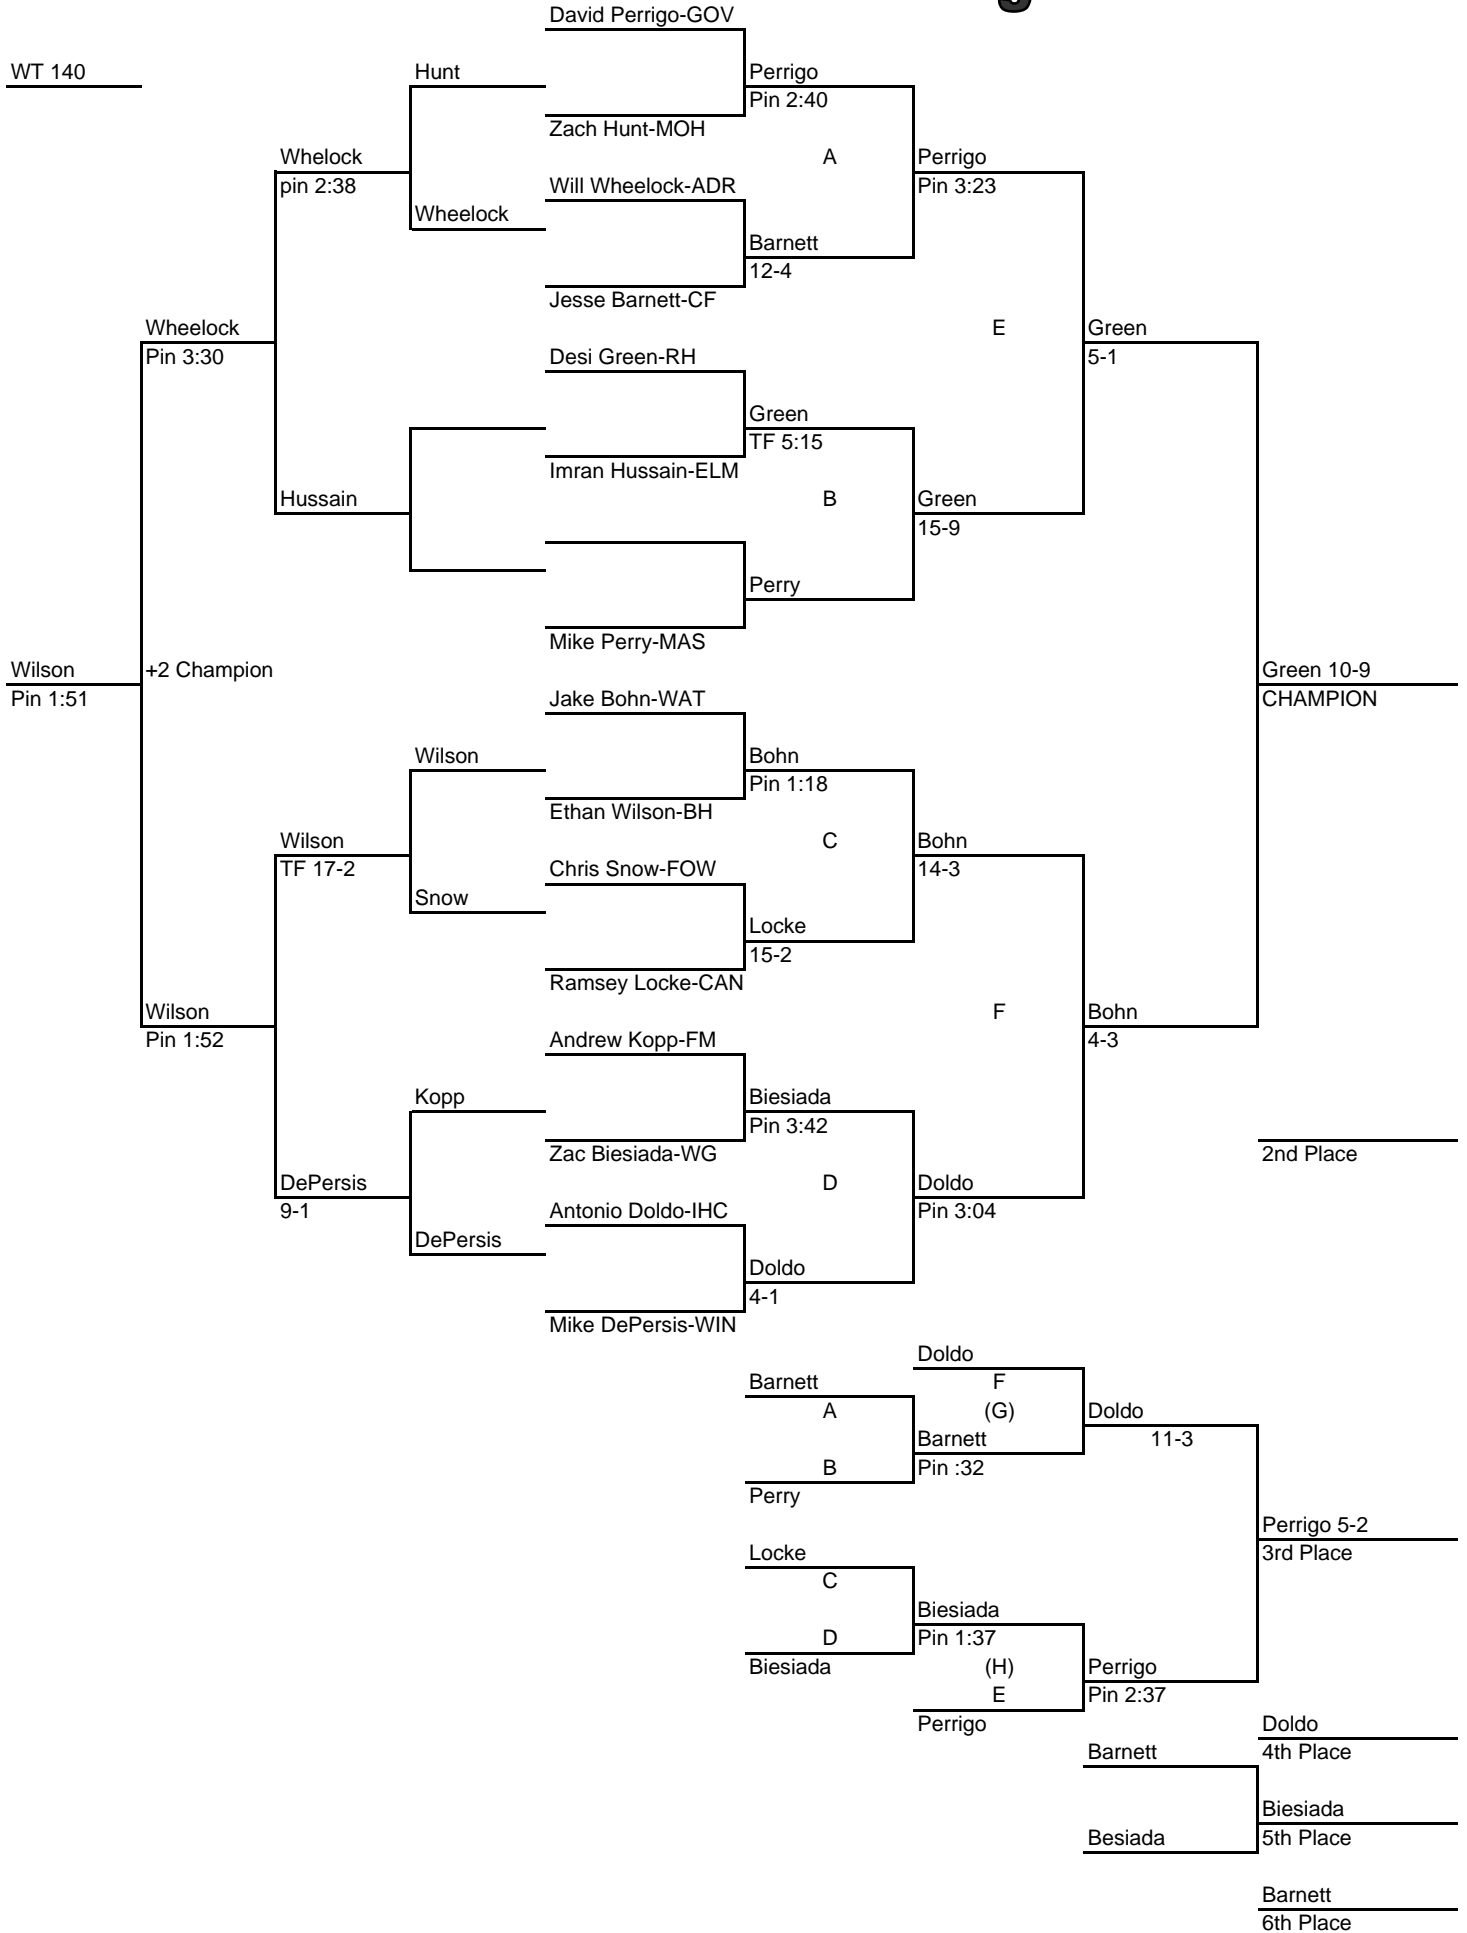 David Perrigo-GOV
WT 140
Hunt
Perrigo
Pin 2:40
Zach Hunt-MOH
Whelock
A
Perrigo
pin 2:38
Will Wheelock-ADR
Pin 3:23
Wheelock
Barnett
12-4
Jesse Barnett-CF
Wheelock
E
Green
Pin 3:30
Desi Green-RH
5-1
Green
TF 5:15
Imran Hussain-ELM
Hussain
B
Green
15-9
Perry
Mike Perry-MAS
Wilson
+2 Champion
Green 10-9
Pin 1:51
Jake Bohn-WAT
CHAMPION
Wilson
Bohn
Pin 1:18
Ethan Wilson-BH
Wilson
C
Bohn
TF 17-2
Chris Snow-FOW
14-3
Snow
Locke
15-2
Ramsey Locke-CAN
Wilson
F
Bohn
Pin 1:52
Andrew Kopp-FM
4-3
Kopp
Biesiada
Pin 3:42
Zac Biesiada-WG
2nd Place
DePersis
D
Doldo
9-1
Antonio Doldo-IHC
Pin 3:04
DePersis
Doldo
4-1
Mike DePersis-WIN
Doldo
Barnett
F
A
(G)
Doldo
Barnett
11-3
B
Pin :32
Perry
Perrigo 5-2
Locke
3rd Place
C
Biesiada
D
Pin 1:37
Biesiada
(H)
Perrigo
E
Pin 2:37
Perrigo
Doldo
Barnett
4th Place
Biesiada
Besiada
5th Place
Barnett
6th Place